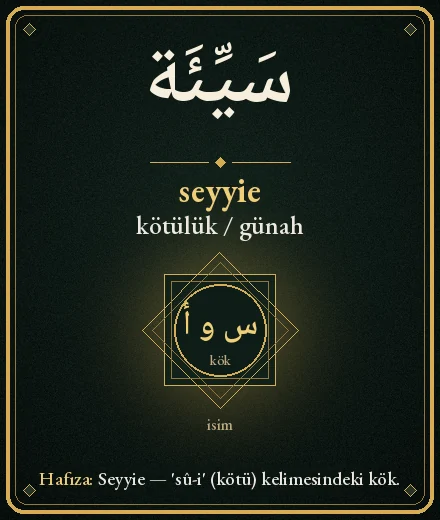 سَيِّئَة
seyyie
kötülük / günah
س و أ
kök
isim
Hafıza: Seyyie — 'sû-i' (kötü) kelimesindeki kök.